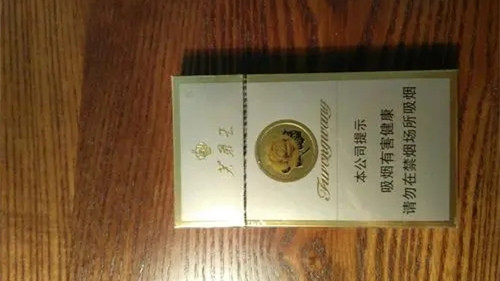 芙蓉王
Furongwang
本公司提示
吸烟有害健康
请勿在禁烟场所吸烟